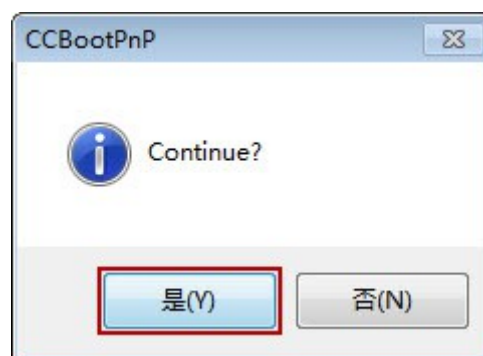 CCBootPnP
Continue?
是(Y)
否(N)